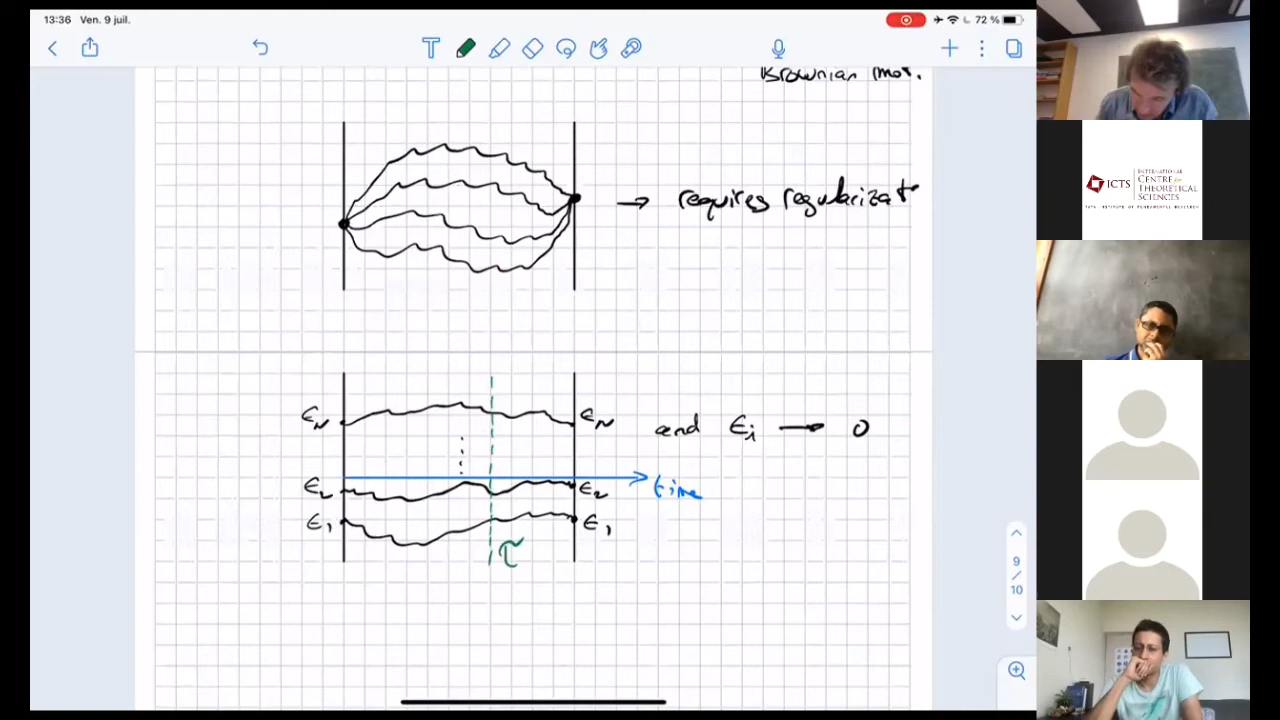 13:36 Ven. 9 juil.
72 %
T
Brownian mot.
→ requires regularizat
ϵN ϵN and ϵi → 0
ϵ2 ϵ2 time
ϵ1 ϵ1
τ
9
/
10
ICTS
INTERNATIONAL
CENTRE for
THEORETICAL
SCIENCES